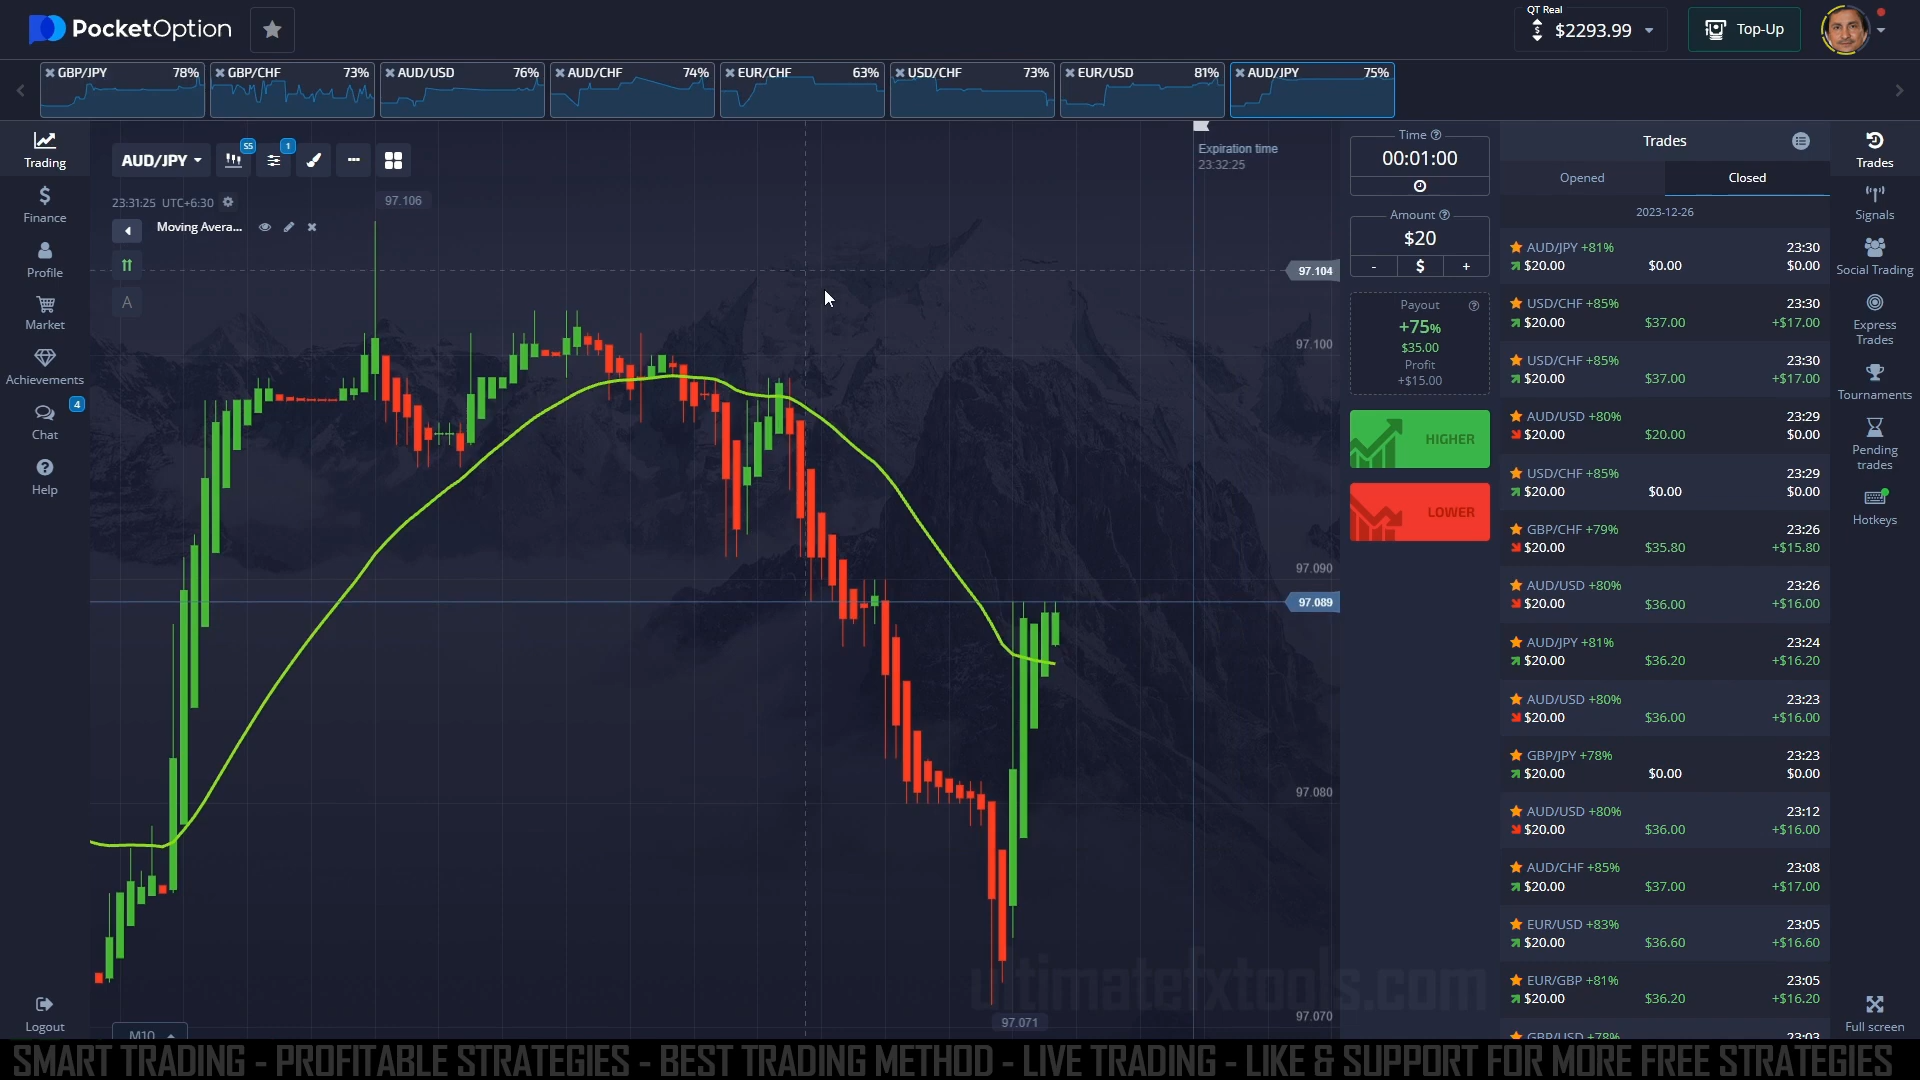 PocketOption
QT Real
$2293.99
Top-Up
GBP/JPY 78%
GBP/CHF 73%
AUD/USD 76%
AUD/CHF 74%
EUR/CHF 63%
USD/CHF 73%
EUR/USD 81%
AUD/JPY 75%
Trading
Finance
Profile
Market
Achievements
4
Chat
Help
Logout
AUD/JPY
S5
1
23:31:25 UTC+6:30
Moving Avera...
A
97.106
Expiration time
23:32:25
97.104
97.100
97.090
97.089
97.080
97.070
97.071
M10
ultimatefxtools.com
Time
00:01:00
Amount
$20
- $ +
Payout
+75%
$35.00
Profit
+$15.00
HIGHER
LOWER
Trades
Opened Closed
2023-12-26
AUD/JPY +81% 23:30
$20.00 $0.00 $0.00
USD/CHF +85% 23:30
$20.00 $37.00 +$17.00
USD/CHF +85% 23:30
$20.00 $37.00 +$17.00
AUD/USD +80% 23:29
$20.00 $20.00 $0.00
USD/CHF +85% 23:29
$20.00 $0.00 $0.00
GBP/CHF +79% 23:26
$20.00 $35.80 +$15.80
AUD/USD +80% 23:26
$20.00 $36.00 +$16.00
AUD/JPY +81% 23:24
$20.00 $36.20 +$16.20
AUD/USD +80% 23:23
$20.00 $36.00 +$16.00
GBP/JPY +78% 23:23
$20.00 $0.00 $0.00
AUD/USD +80% 23:12
$20.00 $36.00 +$16.00
AUD/CHF +85% 23:08
$20.00 $37.00 +$17.00
EUR/USD +83% 23:05
$20.00 $36.60 +$16.60
EUR/GBP +81% 23:05
$20.00 $36.20 +$16.20
GBP/USD +78% 23:03
Trades
Signals
Social Trading
Express
Trades
Tournaments
Pending
trades
Hotkeys
Full screen
SMART TRADING - PROFITABLE STRATEGIES - BEST TRADING METHOD - LIVE TRADING - LIKE & SUPPORT FOR MORE FREE STRATEGIES